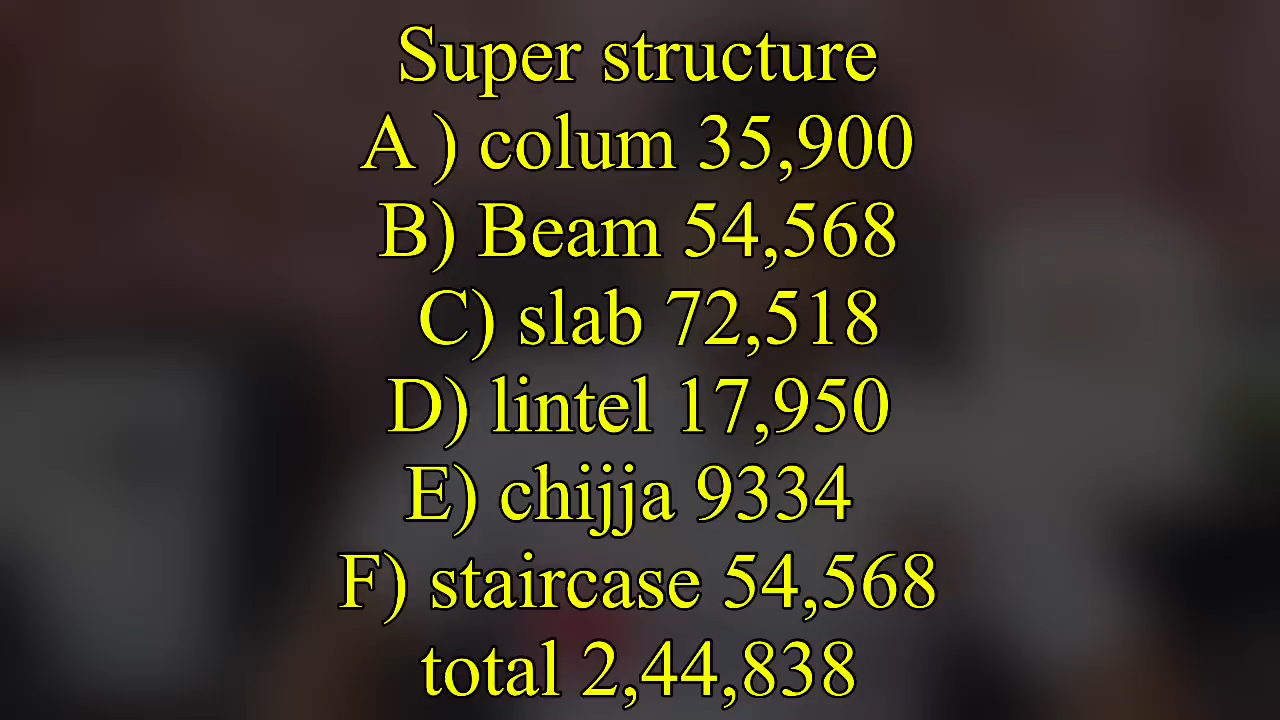 Super structure
A ) colum 35,900
B) Beam 54,568
C) slab 72,518
D) lintel 17,950
E) chijja 9334
F) staircase 54,568
total 2,44,838